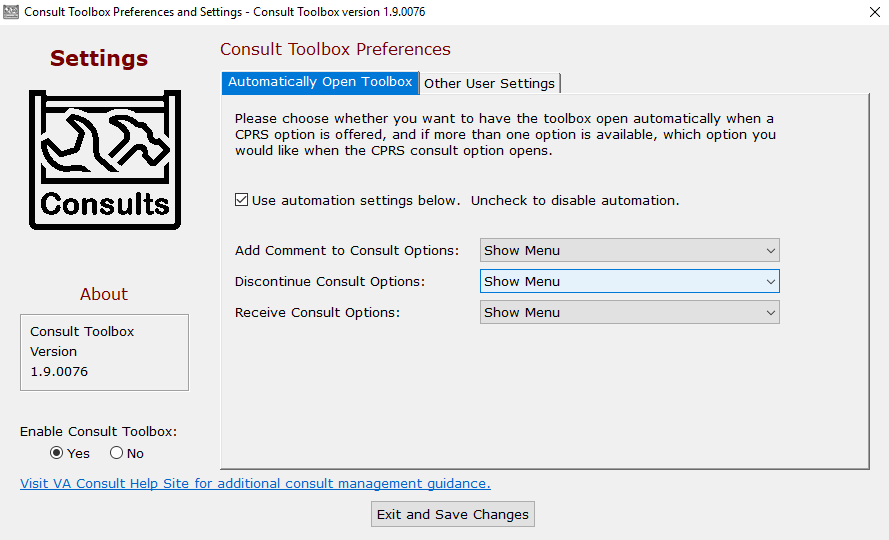 Consult Toolbox Preferences and Settings - Consult Toolbox version 1.9.0076
Settings
Consults
About
Consult Toolbox
Version
1.9.0076
Enable Consult Toolbox:
Yes
No
Consult Toolbox Preferences
Automatically Open Toolbox
Other User Settings
Please choose whether you want to have the toolbox open automatically when a
CPRS option is offered, and if more than one option is available, which option you
would like when the CPRS consult option opens.
Use automation settings below.  Uncheck to disable automation.
Add Comment to Consult Options: Show Menu
Discontinue Consult Options: Show Menu
Receive Consult Options: Show Menu
Visit VA Consult Help Site for additional consult management guidance.
Exit and Save Changes